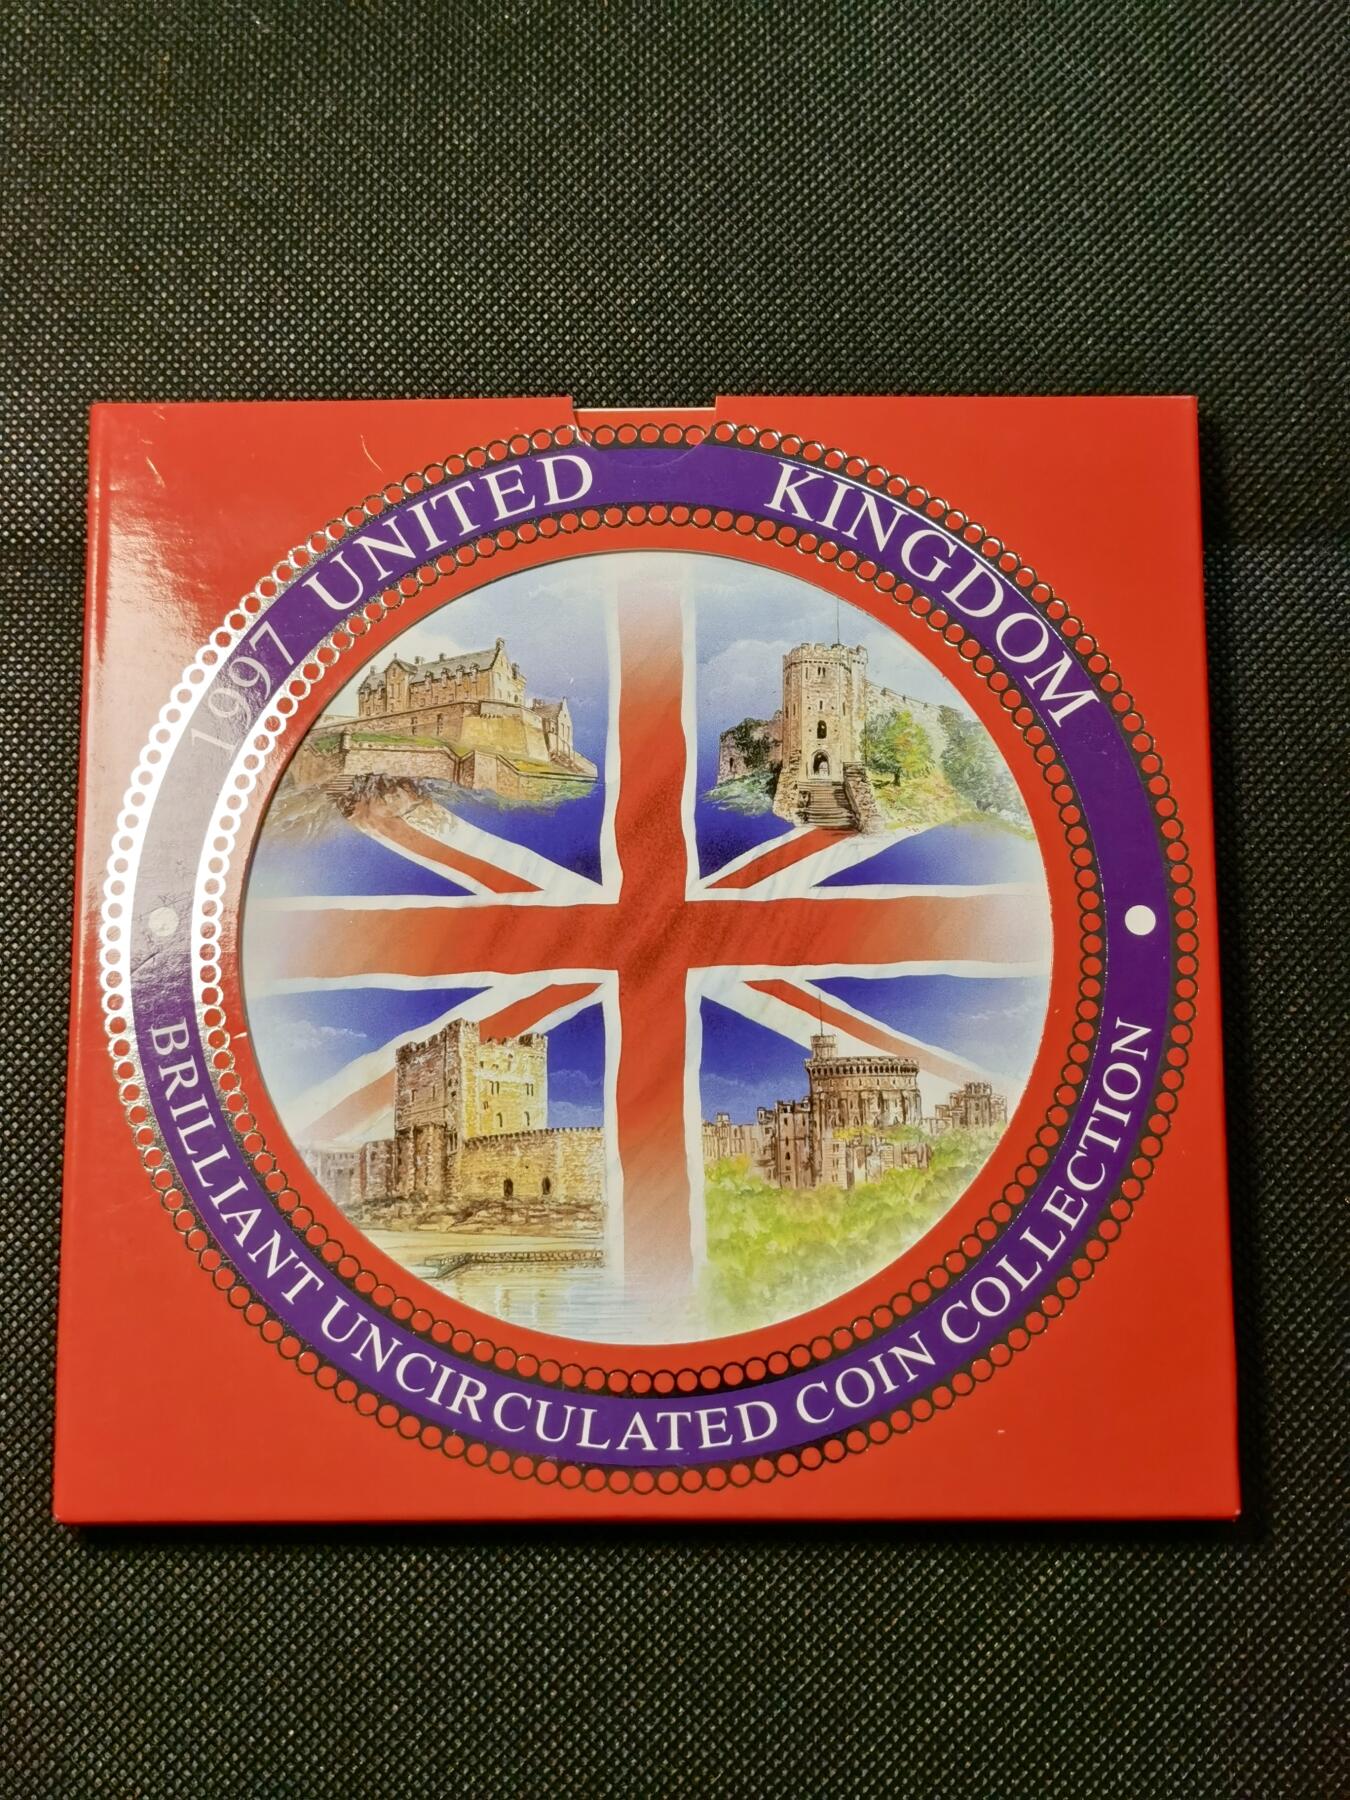 1997 UNITED KINGDOM
BRILLIANT UNCIRCULATED COIN COLLECTION